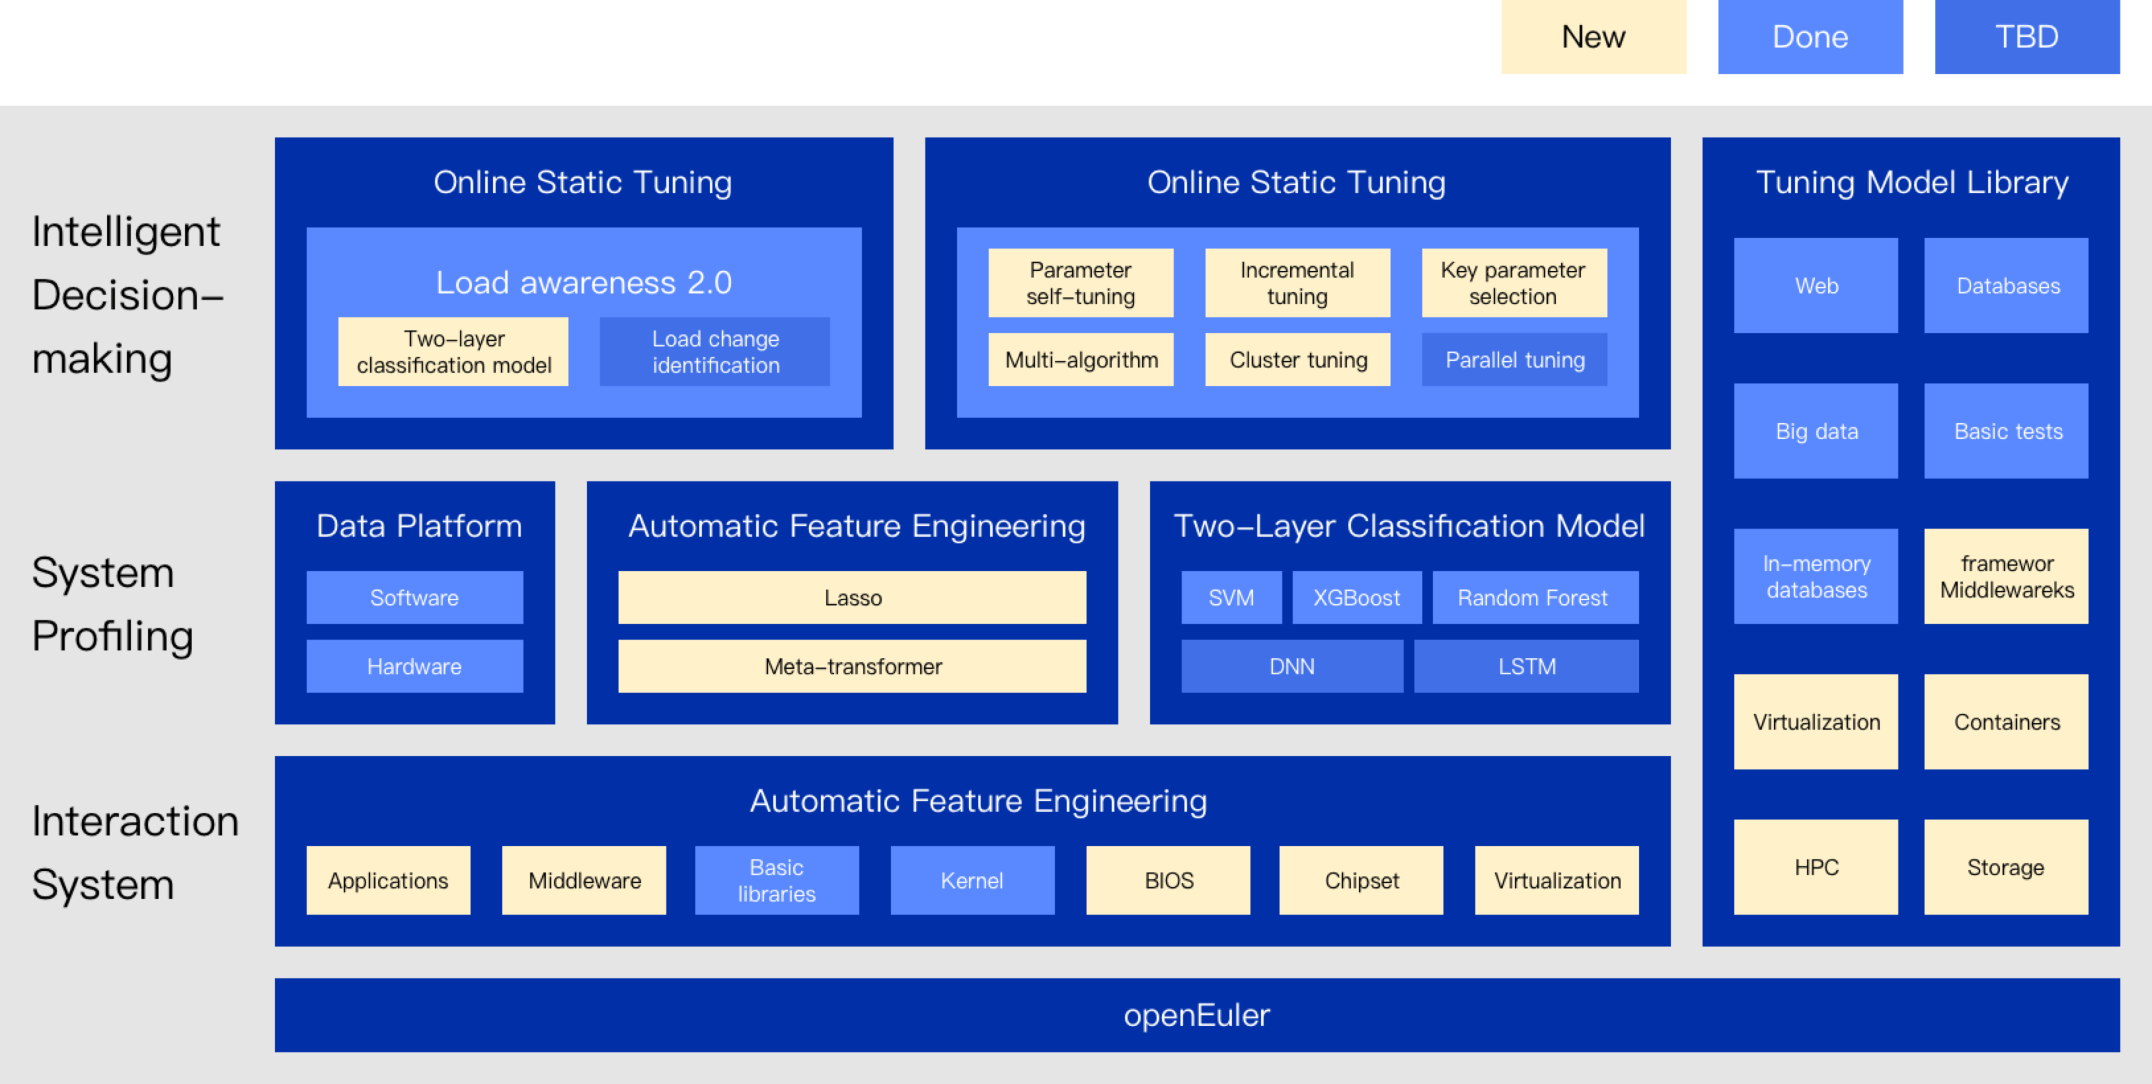 New
Done
TBD
Intelligent
Decision-
making
Online Static Tuning
Load awareness 2.0
Two-layer
classification model
Load change
identification
Online Static Tuning
Parameter
self-tuning
Incremental
tuning
Key parameter
selection
Multi-algorithm
Cluster tuning
Parallel tuning
Tuning Model Library
Web
Databases
Big data
Basic tests
In-memory
databases
framewor
Middlewareks
Virtualization
Containers
HPC
Storage
System
Profiling
Data Platform
Software
Hardware
Automatic Feature Engineering
Lasso
Meta-transformer
Two-Layer Classification Model
SVM
XGBoost
Random Forest
DNN
LSTM
Interaction
System
Automatic Feature Engineering
Applications
Middleware
Basic
libraries
Kernel
BIOS
Chipset
Virtualization
openEuler